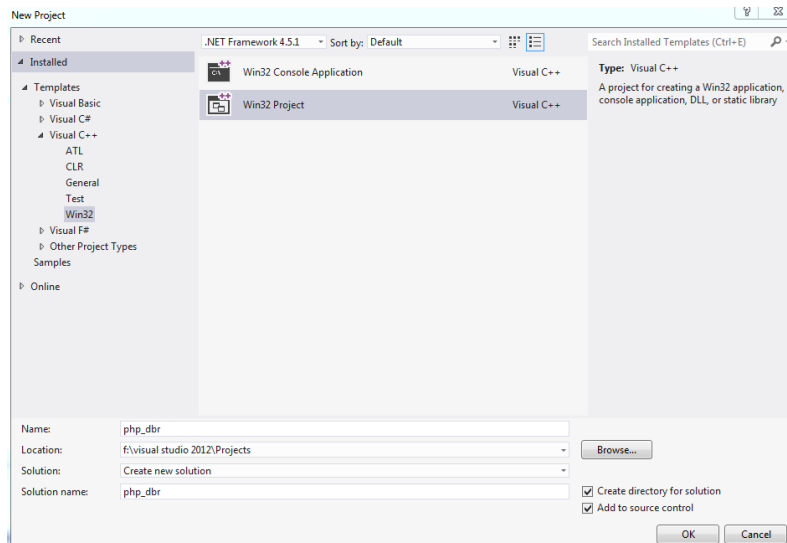 New Project
Recent
.NET Framework 4.5.1 Sort by: Default
Search Installed Templates (Ctrl+E)
Installed
Templates
Visual Basic
Visual C#
Visual C++
ATL
CLR
General
Test
Win32
Visual F#
Other Project Types
Samples
Online
Win32 Console Application Visual C++
Win32 Project Visual C++
Type: Visual C++
A project for creating a Win32 application,
console application, DLL, or static library
Name: php_dbr
Location: f:\visual studio 2012\Projects
Browse...
Solution: Create new solution
Solution name: php_dbr
Create directory for solution
Add to source control
OK Cancel